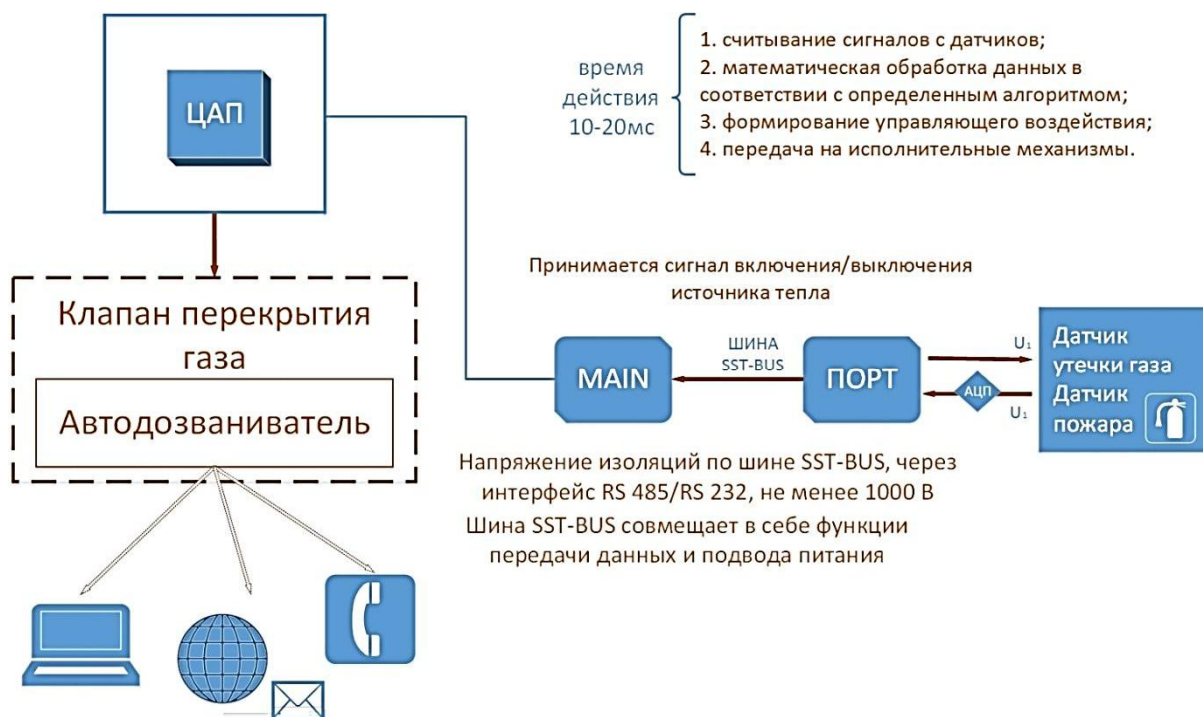 ЦАП
время
действия
10-20мс
1. считывание сигналов с датчиков;
2. математическая обработка данных в
соответствии с определенным алгоритмом;
3. формирование управляющего воздействия;
4. передача на исполнительные механизмы.
Клапан перекрытия
газа
Автодозваниватель
Принимается сигнал включения/выключения
источника тепла
MAIN
ШИНА
SST-BUS
ПОРТ
U₁
АЦП
U₁
Датчик
утечки газа
Датчик
пожара
Напряжение изоляций по шине SST-BUS, через
интерфейс RS 485/RS 232, не менее 1000 В
Шина SST-BUS совмещает в себе функции
передачи данных и подвода питания